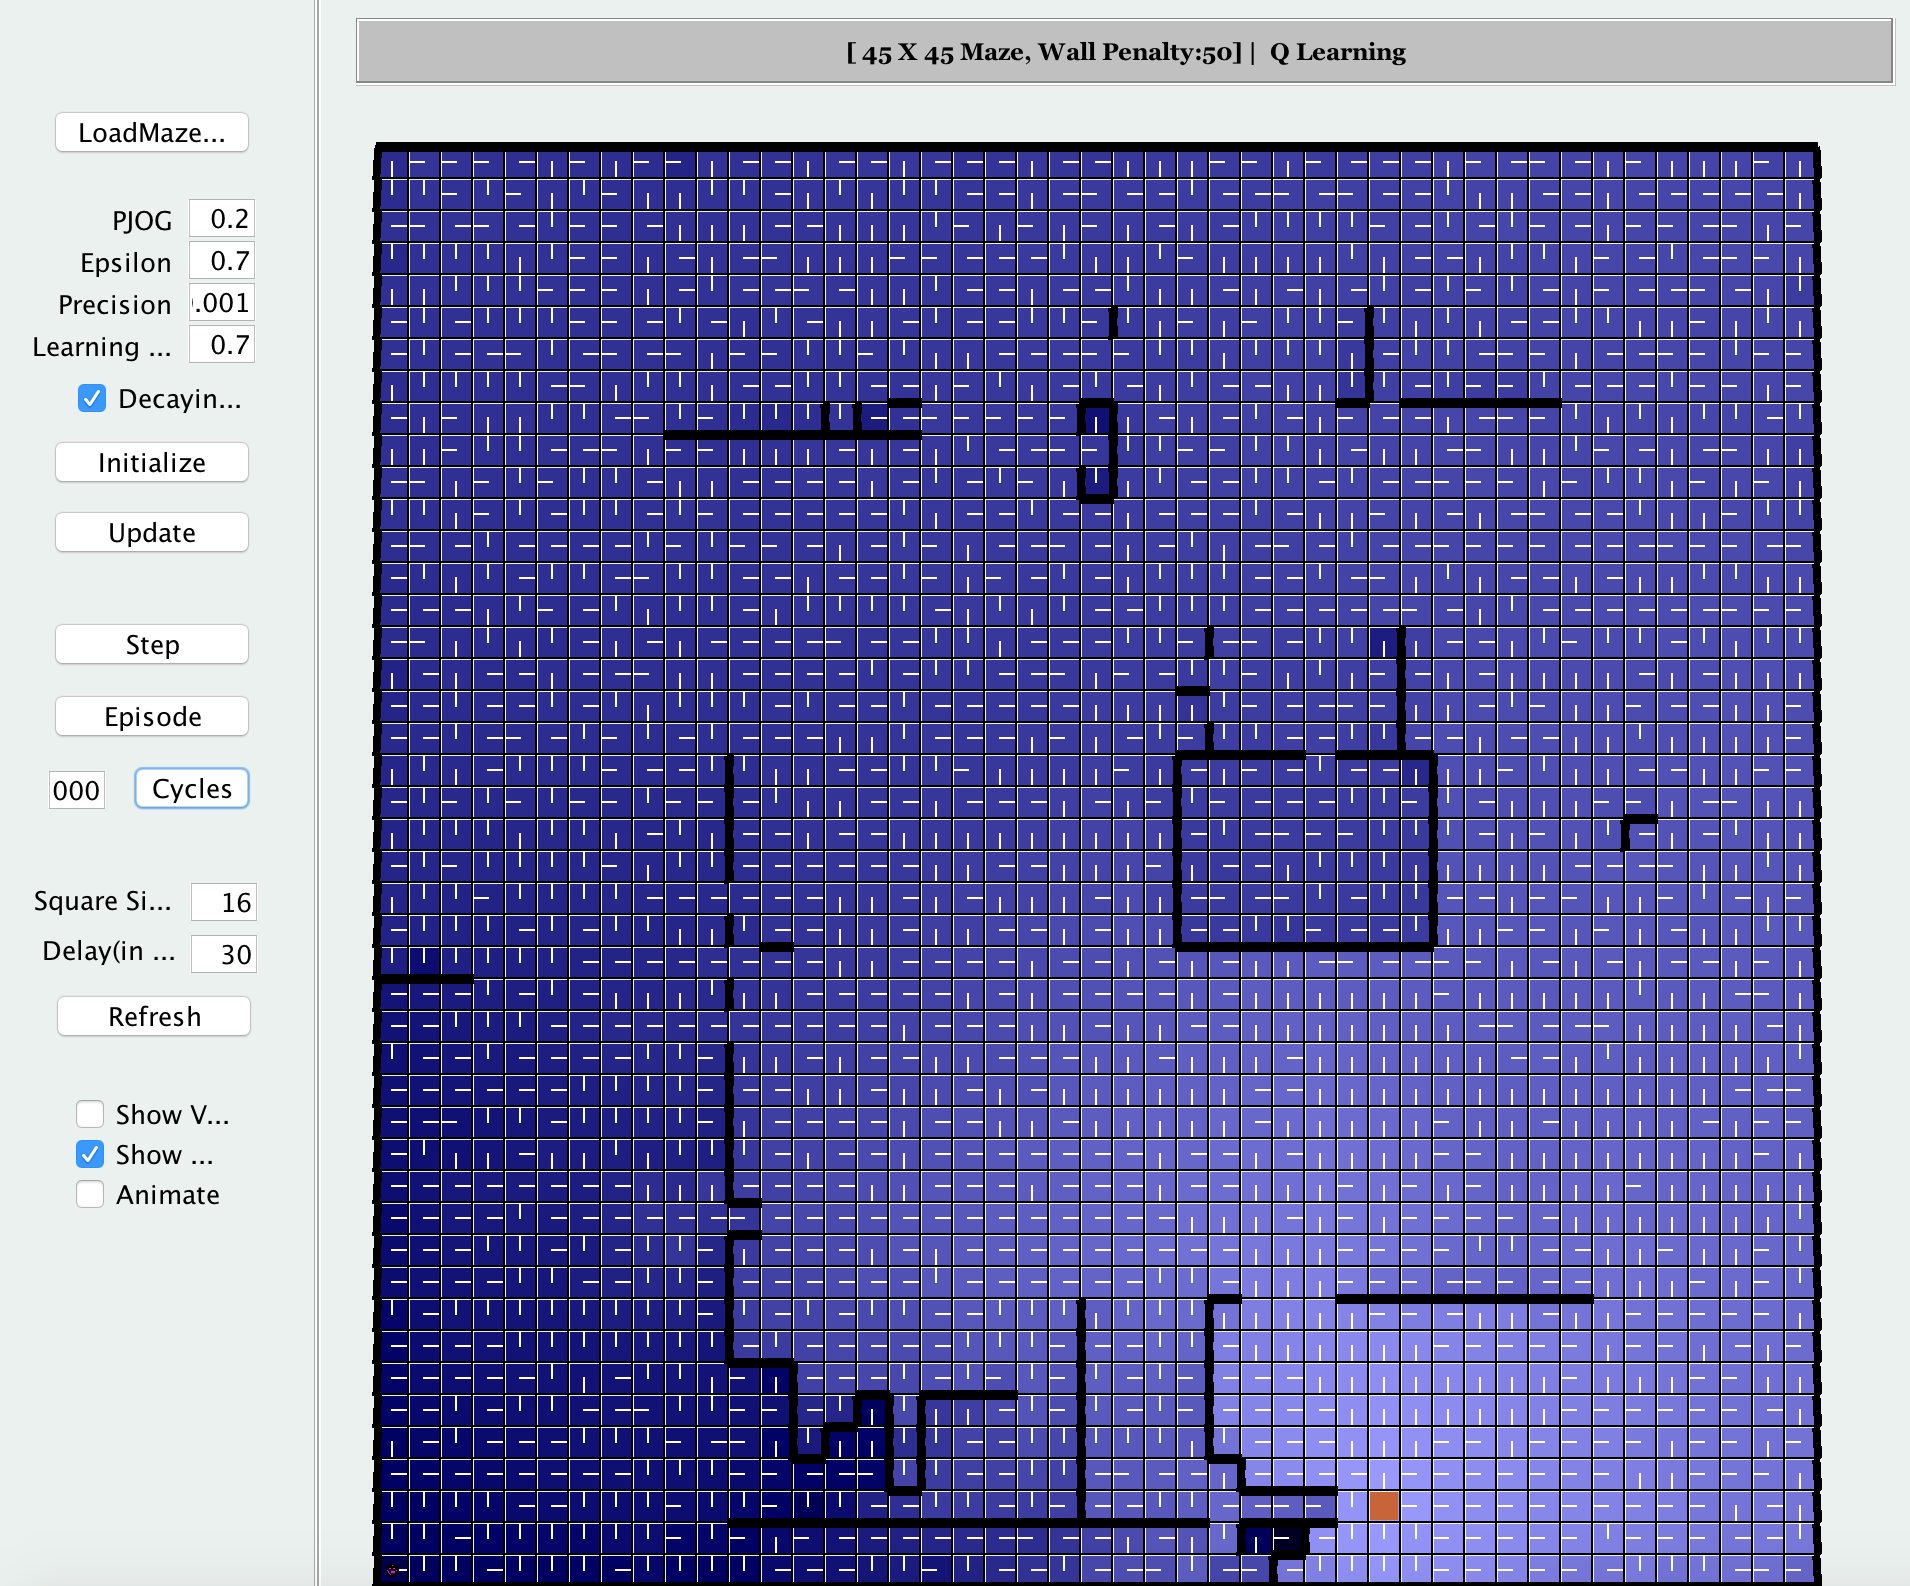 [ 45 X 45 Maze, Wall Penalty:50] | Q Learning
LoadMaze...
PJOG 0.2
Epsilon 0.7
Precision .001
Learning ... 0.7
Decayin...
Initialize
Update
Step
Episode
000 Cycles
Square Si... 16
Delay(in ... 30
Refresh
Show V...
Show ...
Animate